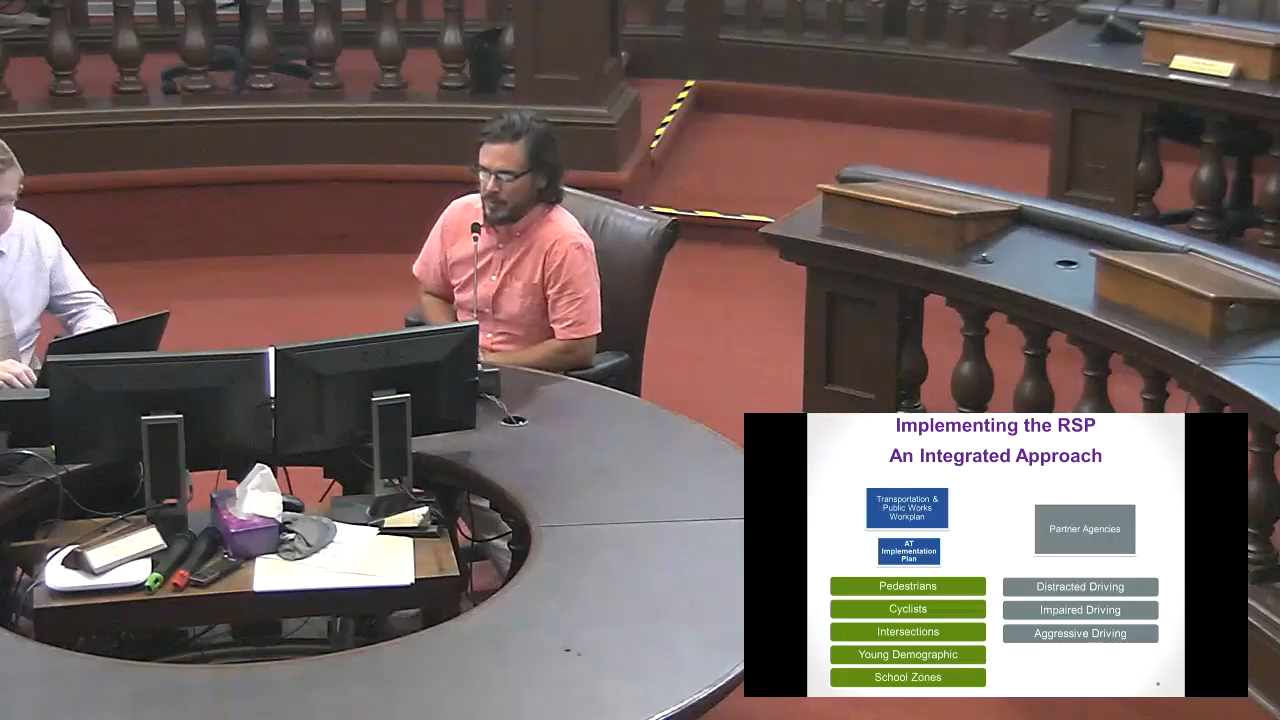 Implementing the RSP
An Integrated Approach
Transportation &
Public Works
Workplan
AT
Implementation
Plan
Partner Agencies
Pedestrians
Cyclists
Intersections
Young Demographic
School Zones
Distracted Driving
Impaired Driving
Aggressive Driving